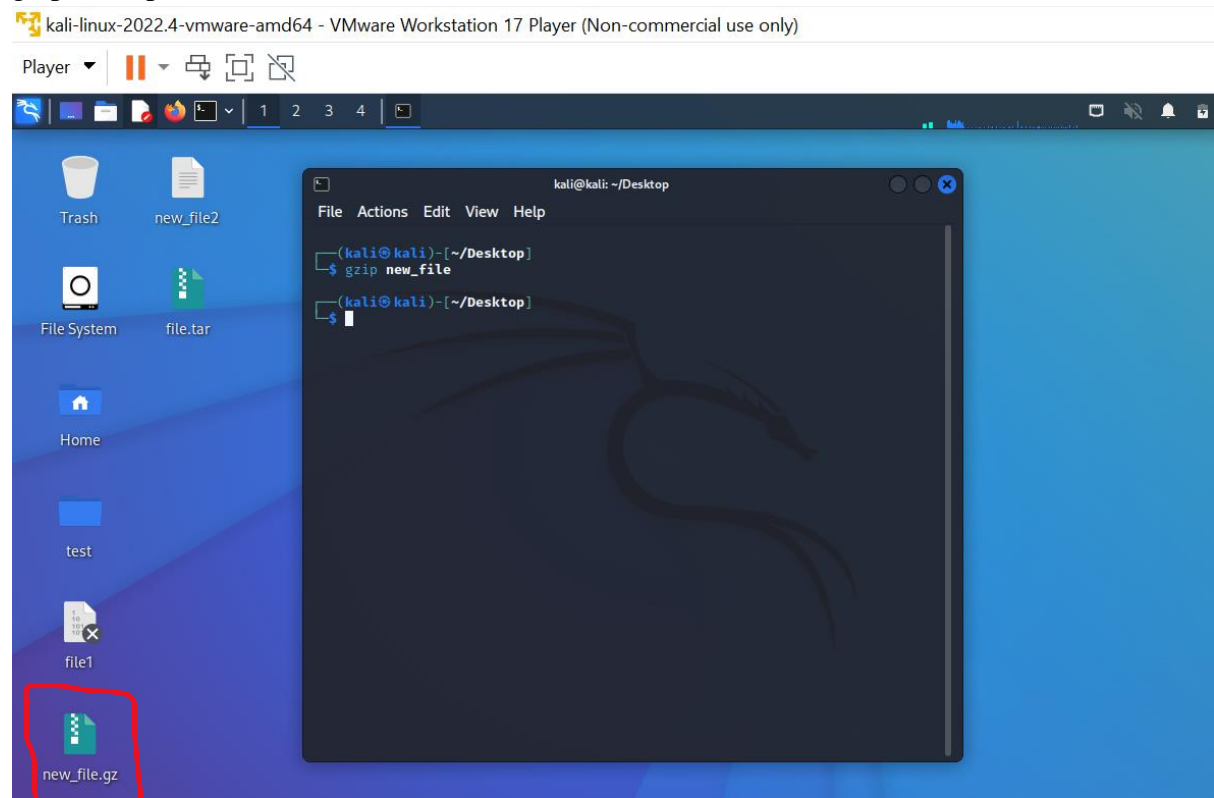 kali-linux-2022.4-vmware-amd64 - VMware Workstation 17 Player (Non-commercial use only)
Player
1 2 3 4
Trash
new_file2
File System
file.tar
Home
test
file1
new_file.gz
kali@kali: ~/Desktop
File Actions Edit View Help
┌──(kali㉿kali)-[~/Desktop]
└─$ gzip new_file
┌──(kali㉿kali)-[~/Desktop]
└─$